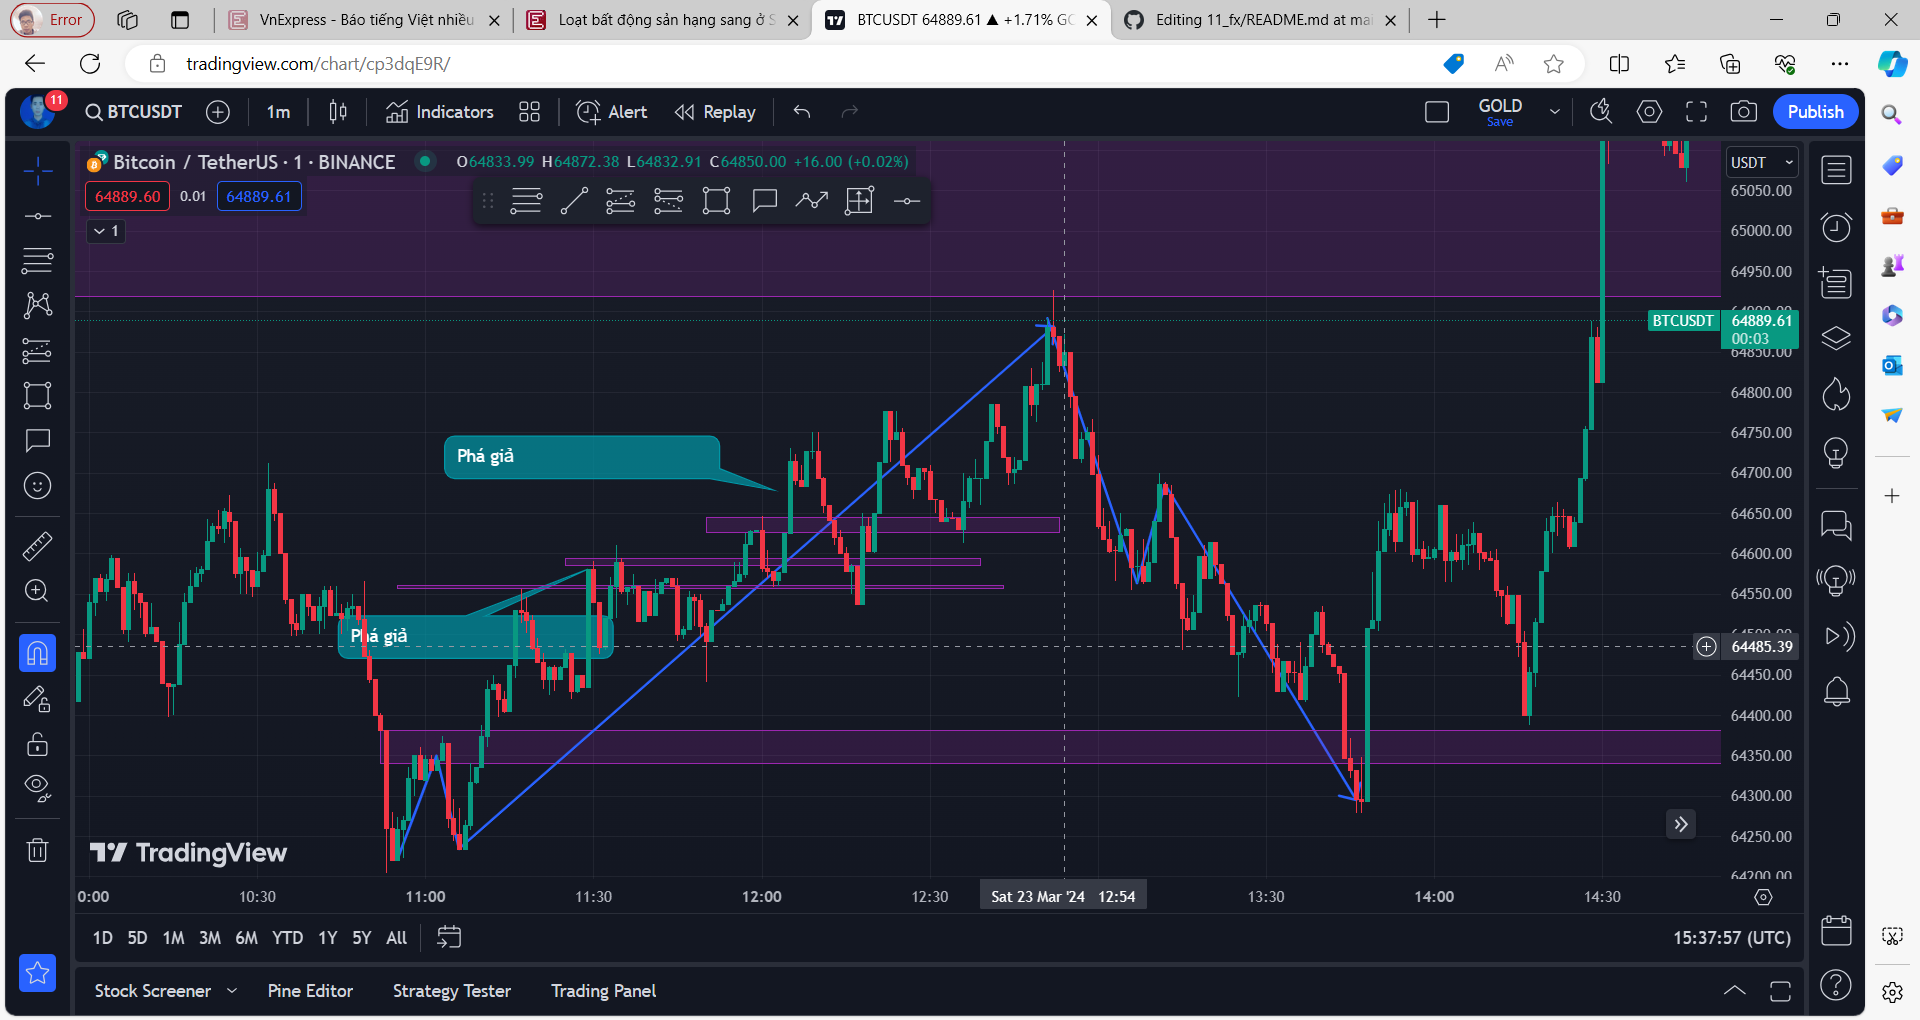 Error
VnExpress - Báo tiếng Việt nhiều
Loạt bất động sản hạng sang ở S
BTCUSDT 64889.61 ▲ +1.71% GO
Editing 11_fx/README.md at mai
tradingview.com/chart/cp3dqE9R/
11
BTCUSDT
1m
Indicators
Alert
Replay
GOLD
Save
Publish
Bitcoin / TetherUS · 1 · BINANCE
O64833.99 H64872.38 L64832.91 C64850.00 +16.00 (+0.02%)
USDT
64889.60
0.01
64889.61
1
65050.00
65000.00
64950.00
BTCUSDT
64889.61
00:03
64850.00
64800.00
64750.00
Phá giả
64700.00
64650.00
64600.00
64550.00
Phá giả
64485.39
64450.00
64400.00
64350.00
64300.00
64250.00
TradingView
64200.00
0:00
10:30
11:00
11:30
12:00
12:30
Sat 23 Mar '24 12:54
13:30
14:00
14:30
1D
5D
1M
3M
6M
YTD
1Y
5Y
All
15:37:57 (UTC)
Stock Screener
Pine Editor
Strategy Tester
Trading Panel